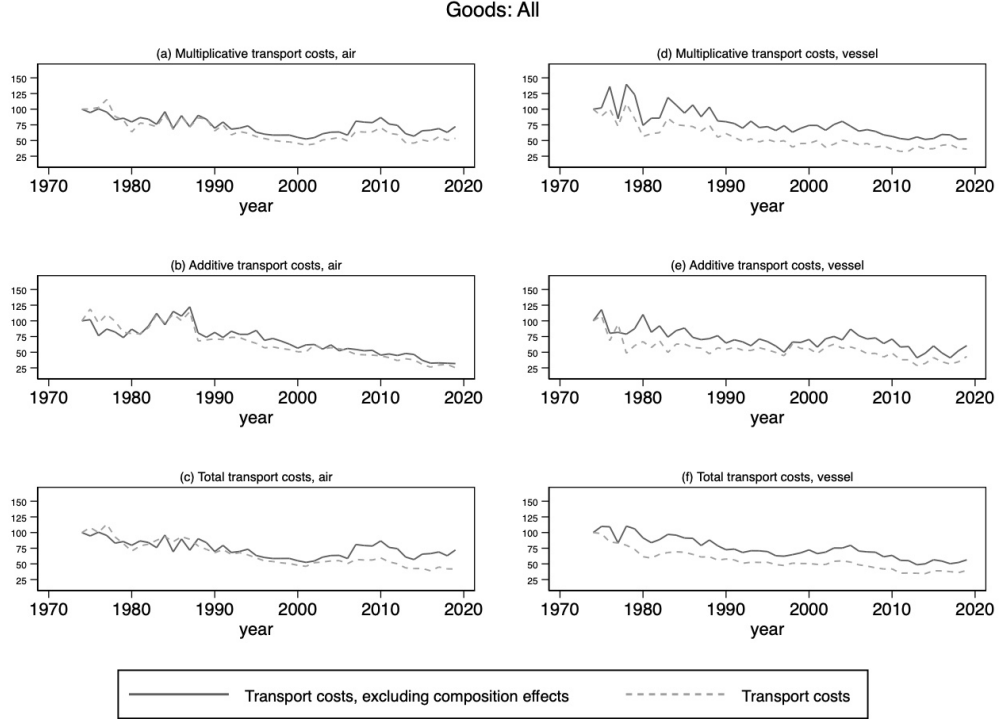 Goods: All
(a) Multiplicative transport costs, air
150
125
100
75
50
25
1970 1980 1990 2000 2010 2020
year
(d) Multiplicative transport costs, vessel
150
125
100
75
50
25
1970 1980 1990 2000 2010 2020
year
(b) Additive transport costs, air
150
125
100
75
50
25
1970 1980 1990 2000 2010 2020
year
(e) Additive transport costs, vessel
150
125
100
75
50
25
1970 1980 1990 2000 2010 2020
year
(c) Total transport costs, air
150
125
100
75
50
25
1970 1980 1990 2000 2010 2020
year
(f) Total transport costs, vessel
150
125
100
75
50
25
1970 1980 1990 2000 2010 2020
year
Transport costs, excluding composition effects
Transport costs